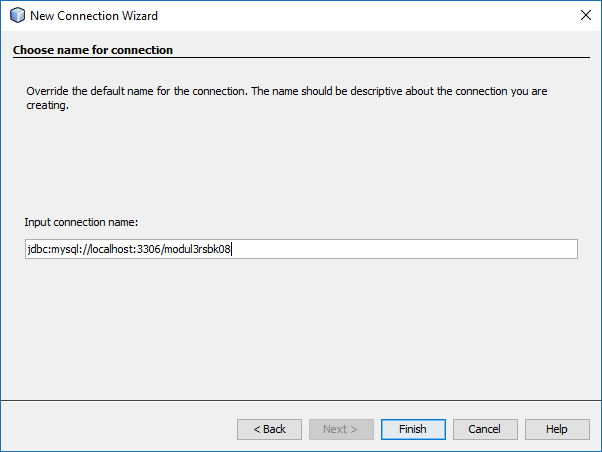 New Connection Wizard
Choose name for connection
Override the default name for the connection. The name should be descriptive about the connection you are
creating.
Input connection name:
jdbc:mysql://localhost:3306/modul3rsbk08
< Back Next > Finish Cancel Help